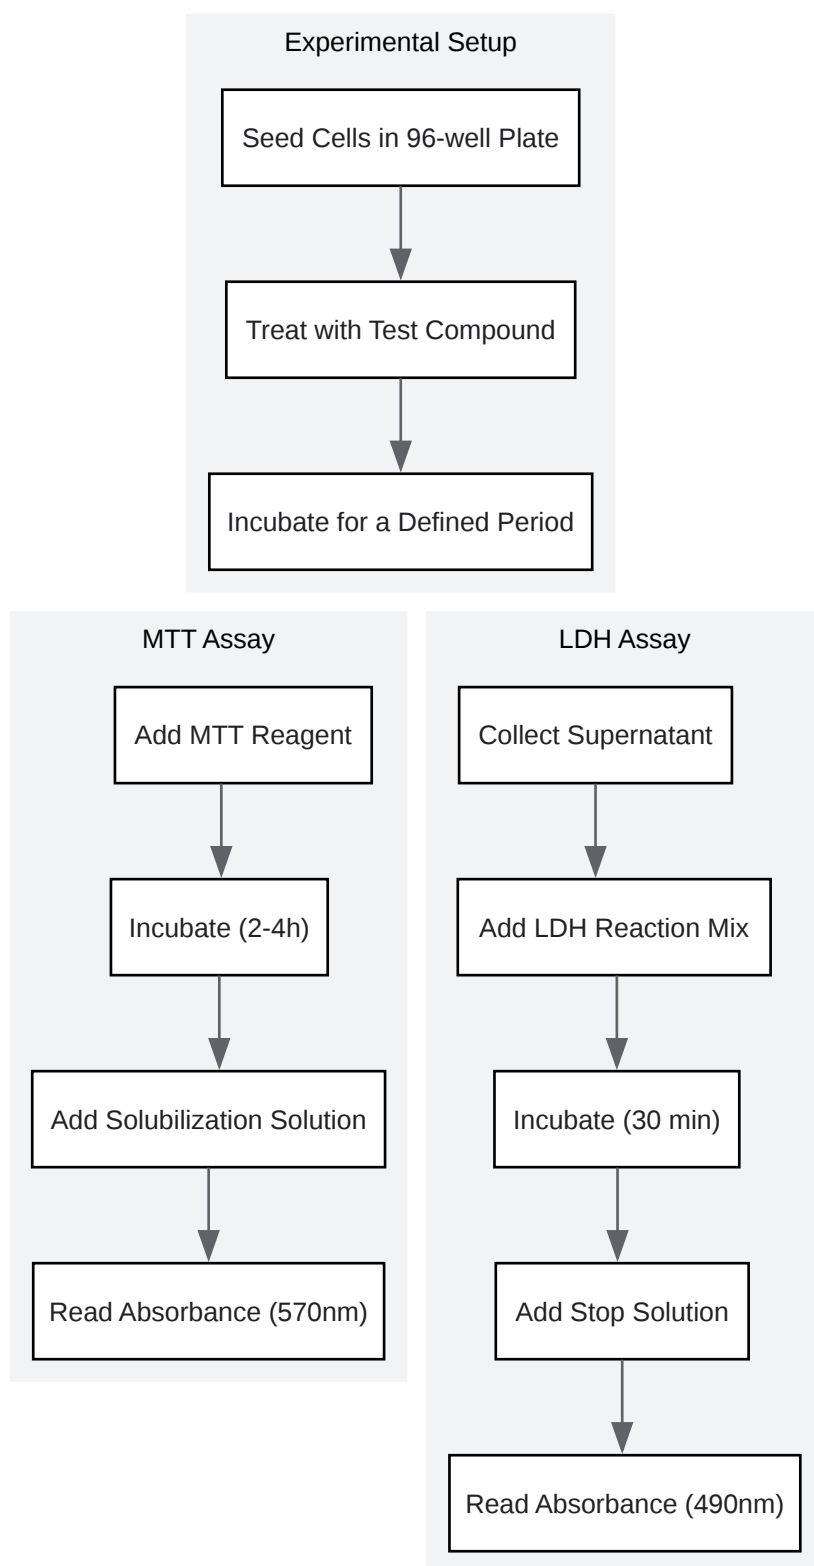 Experimental Setup
Seed Cells in 96-well Plate
Treat with Test Compound
Incubate for a Defined Period
MTT Assay
Add MTT Reagent
Incubate (2-4h)
Add Solubilization Solution
Read Absorbance (570nm)
LDH Assay
Collect Supernatant
Add LDH Reaction Mix
Incubate (30 min)
Add Stop Solution
Read Absorbance (490nm)